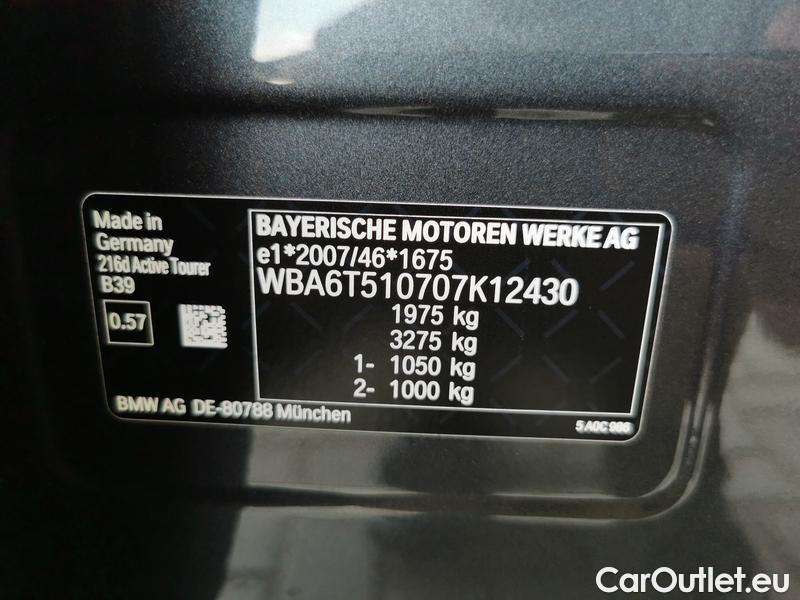 Made in
Germany
216d Active Tourer
B39
0.57
BAYERISCHE MOTOREN WERKE AG
e1*2007/46*1675
WBA6T510707K12430
1975 kg
3275 kg
1- 1050 kg
2- 1000 kg
BMW AG DE-80788 München
5 A0C 986
CarOutlet.eu